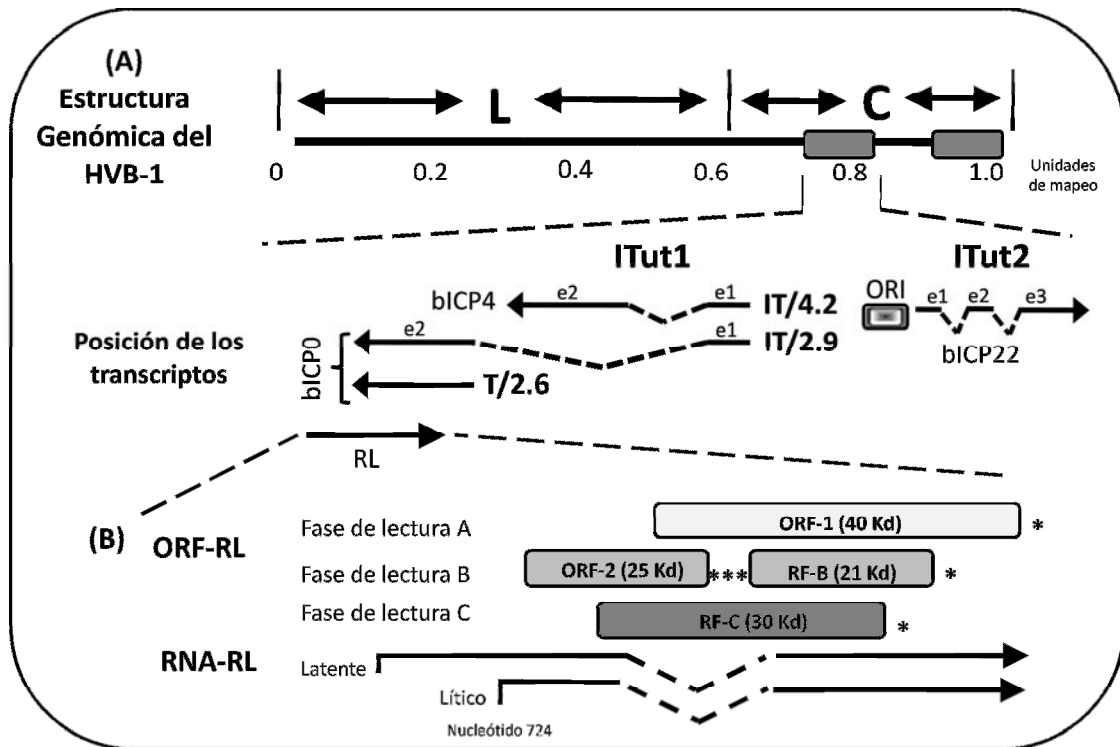 (A)
Estructura
Genómica del
HVB-1
L
C
0
0.2
0.4
0.6
0.8
1.0
Unidades
de mapeo
ITut1
ITut2
Posición de los
transcriptos
bICP4
e2
e1
IT/4.2
ORI
e1
e2
e3
bICP22
bICP0
e2
e1
IT/2.9
T/2.6
RL
(B)
ORF-RL
Fase de lectura A
ORF-1 (40 Kd)
*
Fase de lectura B
ORF-2 (25 Kd)
***
RF-B (21 Kd)
*
Fase de lectura C
RF-C (30 Kd)
*
RNA-RL
Latente
Lítico
Nucleótido 724